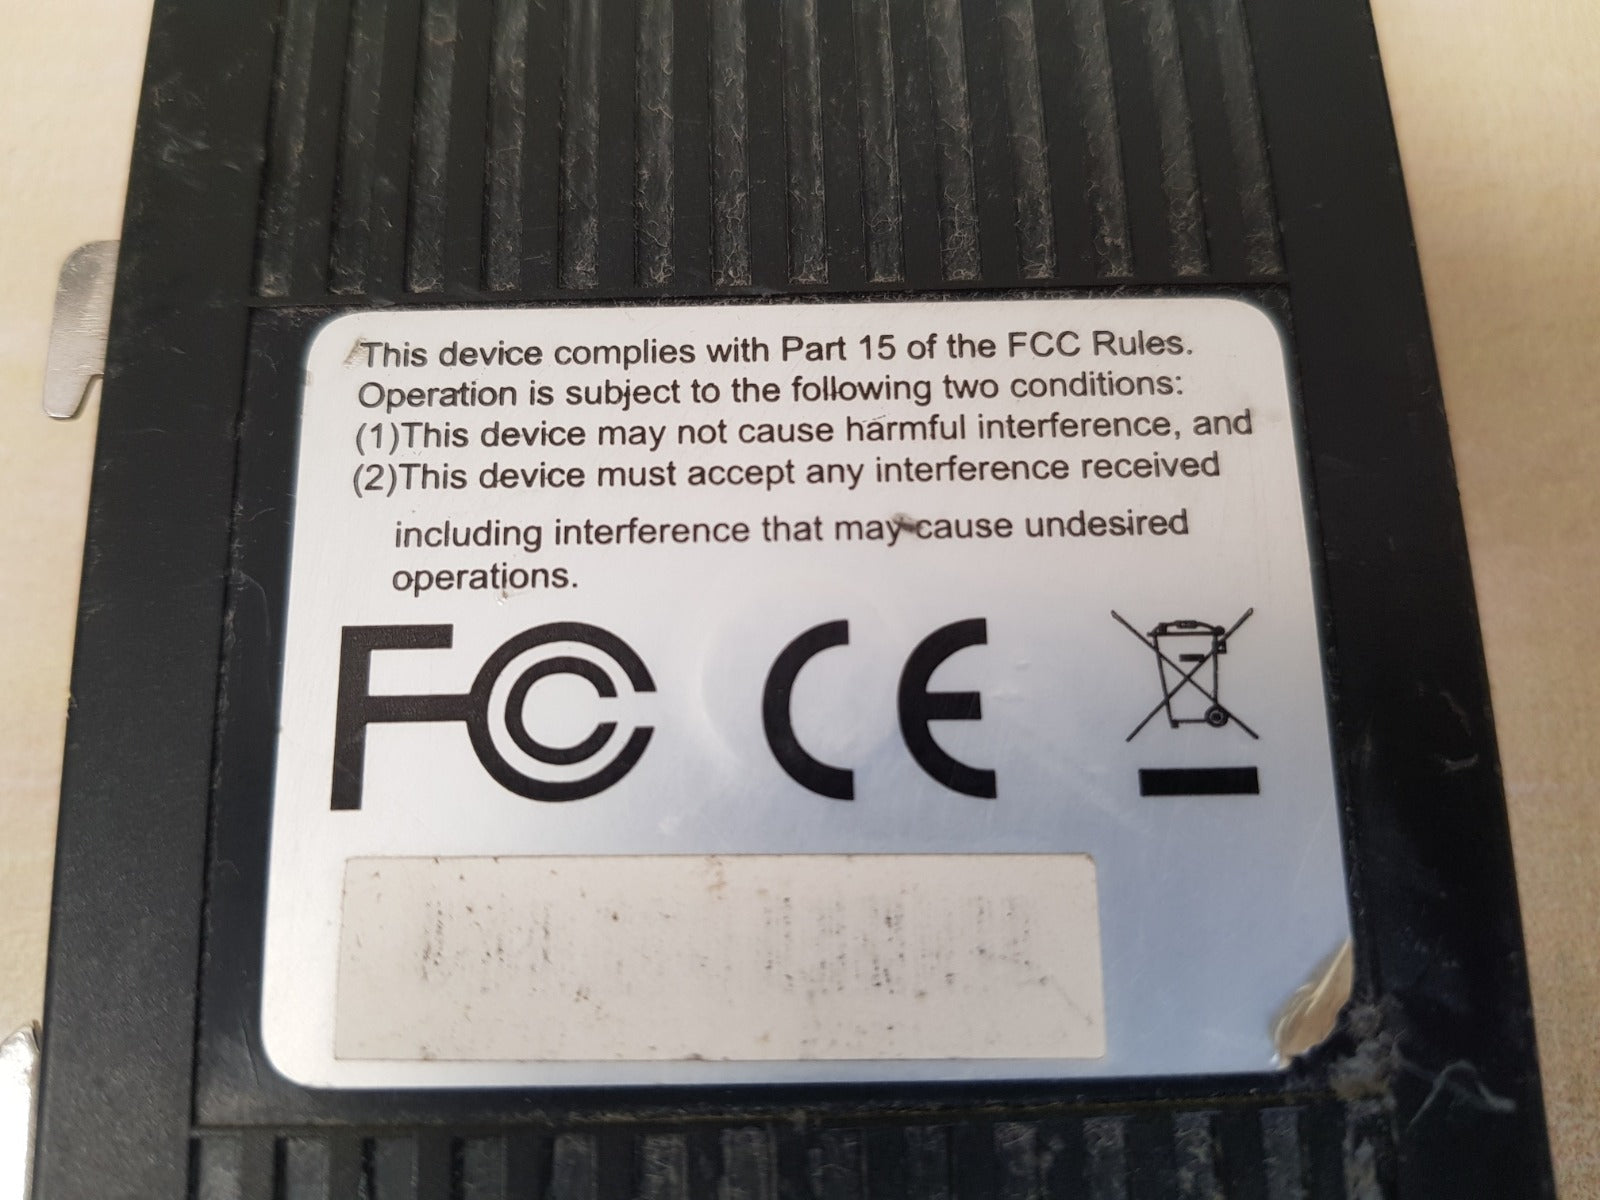 This device complies with Part 15 of the FCC Rules.
Operation is subject to the following two conditions:
(1)This device may not cause harmful interference, and
(2)This device must accept any interference received
including interference that may cause undesired
operations.
FCC CE